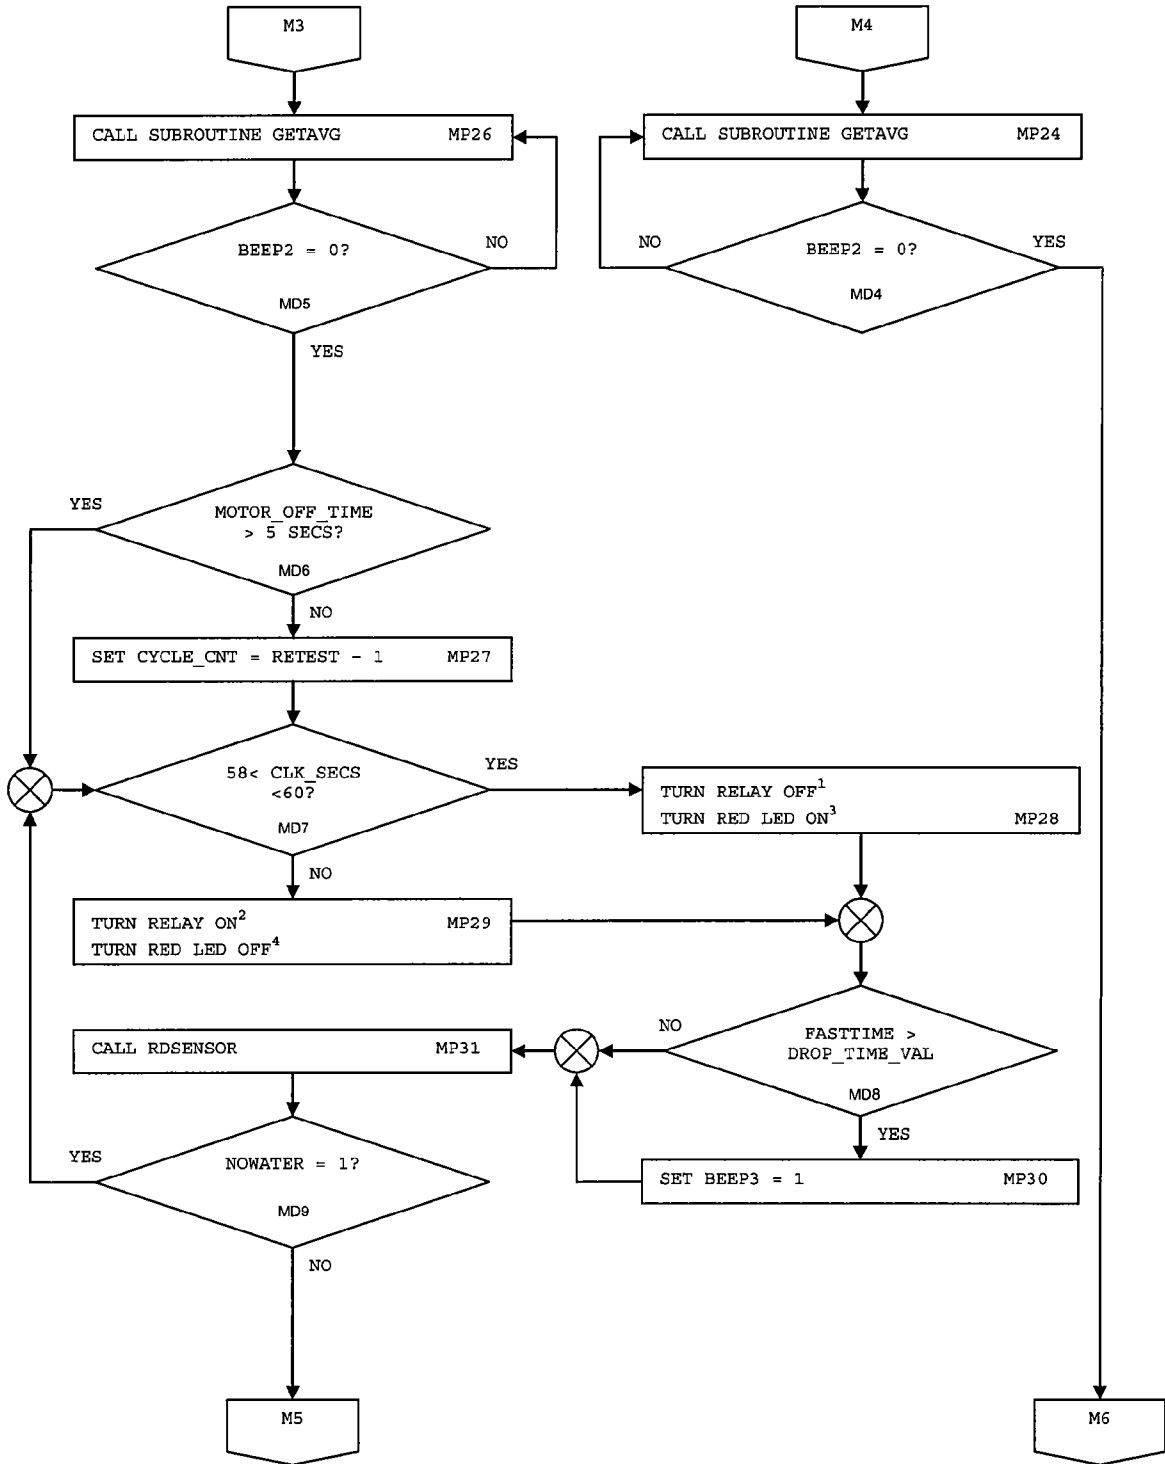 M3
M4
CALL SUBROUTINE GETAVG MP26
CALL SUBROUTINE GETAVG MP24
BEEP2 = 0?
MD5
NO
YES
NO
BEEP2 = 0?
MD4
YES
YES
MOTOR_OFF_TIME
> 5 SECS?
MD6
NO
SET CYCLE_CNT = RETEST - 1 MP27
58< CLK_SECS
<60?
MD7
YES
NO
TURN RELAY OFF¹
TURN RED LED ON³ MP28
TURN RELAY ON² MP29
TURN RED LED OFF⁴
FASTTIME >
DROP_TIME_VAL
MD8
NO
YES
CALL RDSENSOR MP31
SET BEEP3 = 1 MP30
YES
NOWATER = 1?
MD9
NO
M5
M6